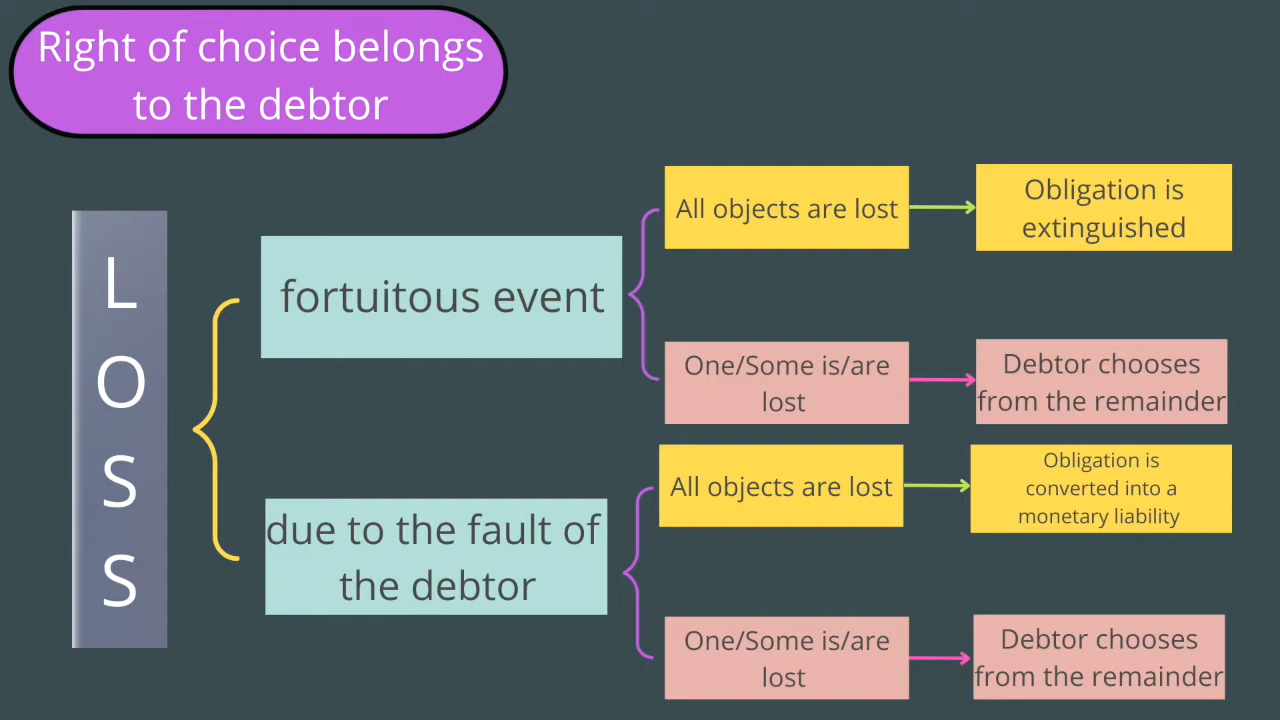 Right of choice belongs
to the debtor
L
O
S
S
fortuitous event
All objects are lost
Obligation is
extinguished
One/Some is/are
lost
Debtor chooses
from the remainder
due to the fault of
the debtor
All objects are lost
Obligation is
converted into a
monetary liability
One/Some is/are
lost
Debtor chooses
from the remainder